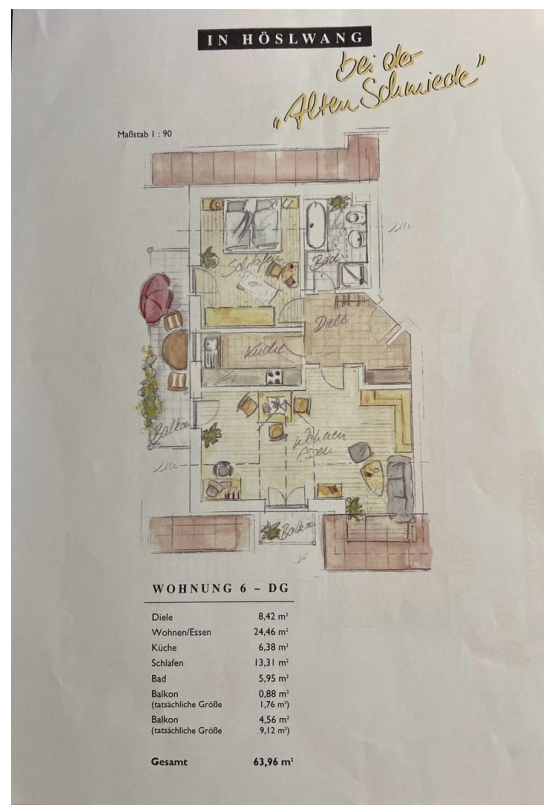 IN HÖSLWANG
bei der
„Alten Schmiede"
Maßstab 1 : 90
2m
Schlafen
Bad
Diele
Küche
Balkon
Wohnen
Essen
2m
Balkon
WOHNUNG 6 – DG
Diele 8,42 m²
Wohnen/Essen 24,46 m²
Küche 6,38 m²
Schlafen 13,31 m²
Bad 5,95 m²
Balkon 0,88 m²
(tatsächliche Größe 1,76 m²)
Balkon 4,56 m²
(tatsächliche Größe 9,12 m²)
Gesamt 63,96 m²